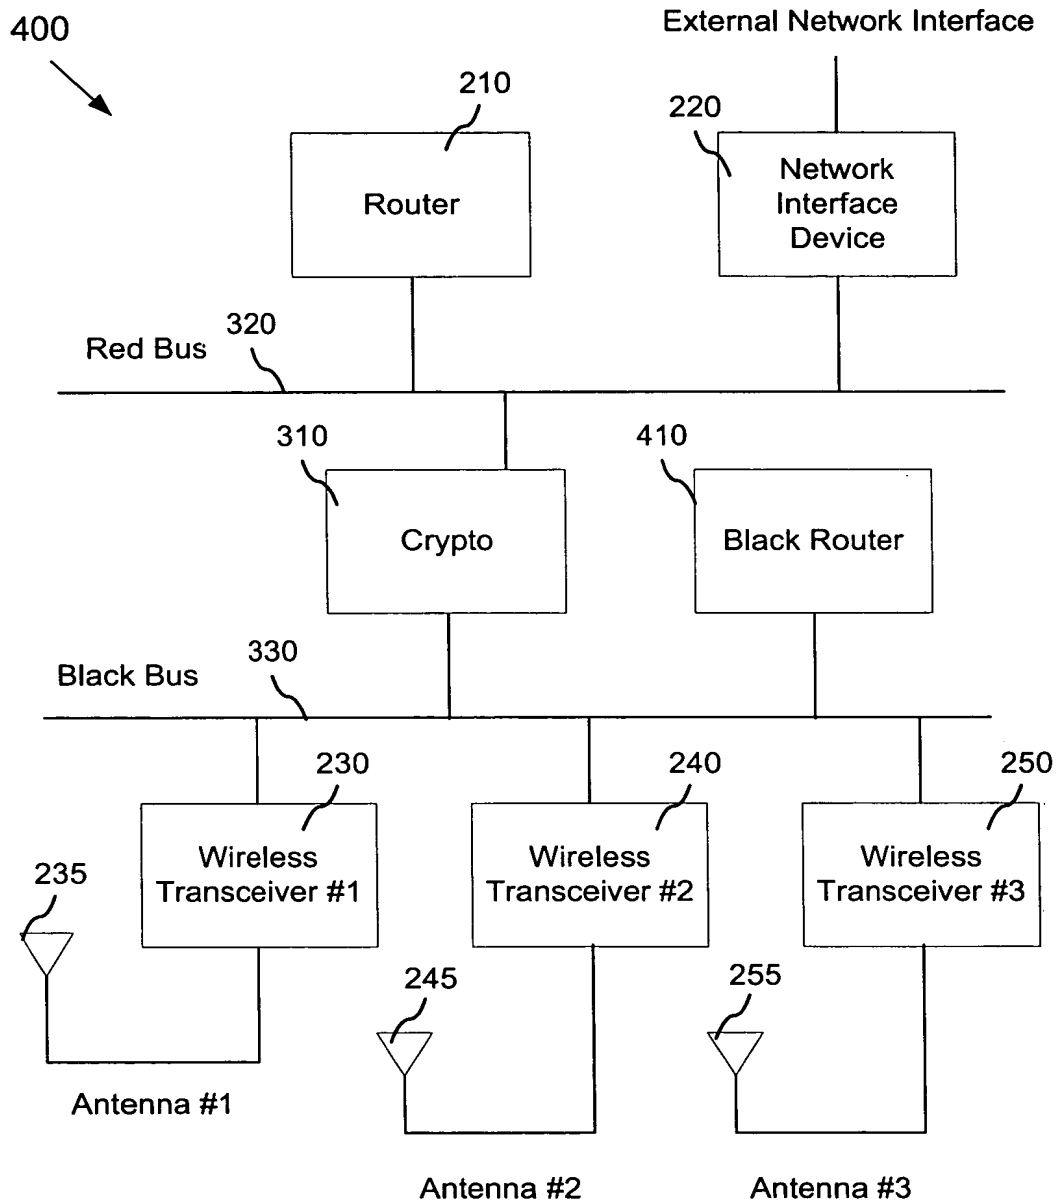 400
External Network Interface
210
220
Router
Network
Interface
Device
320
Red Bus
310
410
Crypto
Black Router
330
Black Bus
230
240
250
Wireless
Transceiver #1
Wireless
Transceiver #2
Wireless
Transceiver #3
235
245
255
Antenna #1
Antenna #2
Antenna #3